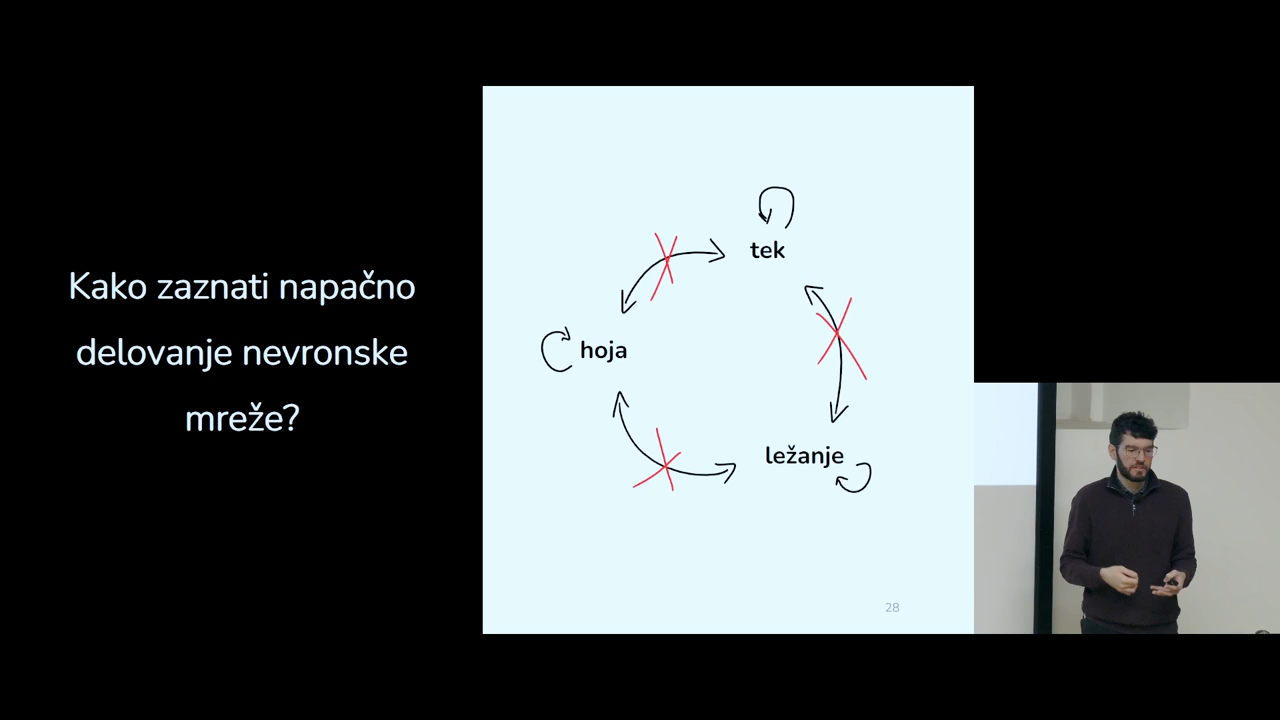 Kako zaznati napačno
delovanje nevronske
mreže?
tek
hoja
ležanje
28